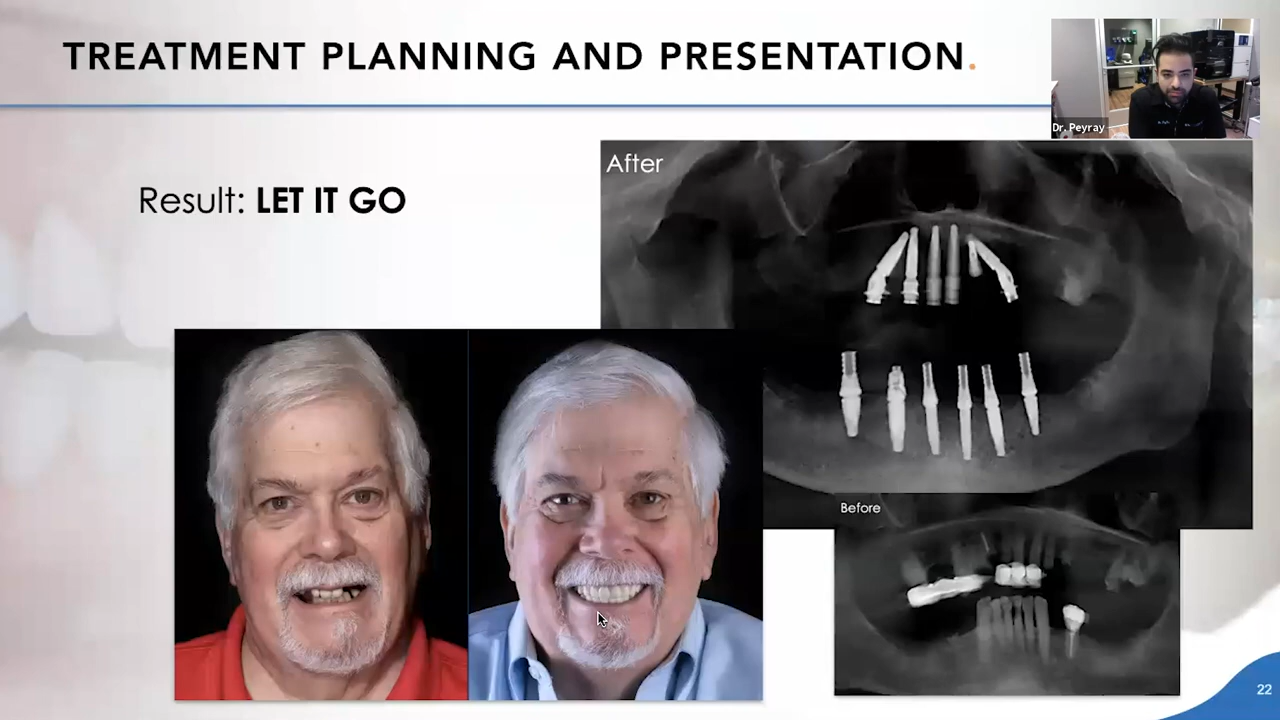 TREATMENT PLANNING AND PRESENTATION.
Dr. Peyray
After
Result: LET IT GO
Before
22